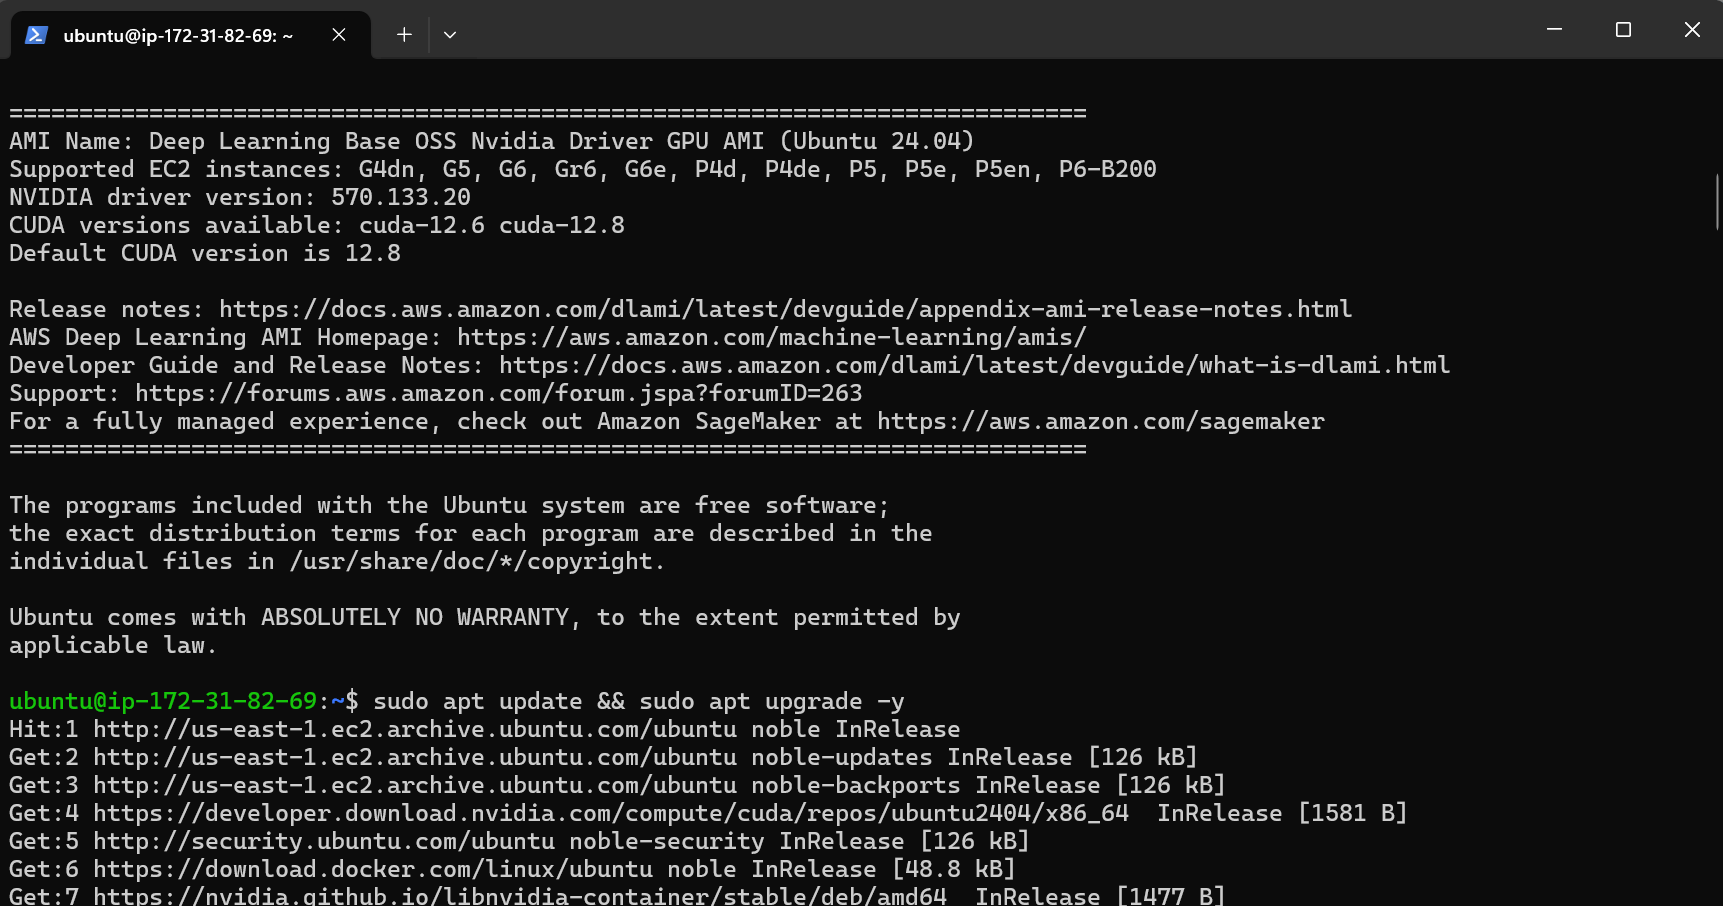 ubuntu@ip-172-31-82-69: ~
===========================================================================
AMI Name: Deep Learning Base OSS Nvidia Driver GPU AMI (Ubuntu 24.04)
Supported EC2 instances: G4dn, G5, G6, Gr6, G6e, P4d, P4de, P5, P5e, P5en, P6-B200
NVIDIA driver version: 570.133.20
CUDA versions available: cuda-12.6 cuda-12.8
Default CUDA version is 12.8
Release notes: https://docs.aws.amazon.com/dlami/latest/devguide/appendix-ami-release-notes.html
AWS Deep Learning AMI Homepage: https://aws.amazon.com/machine-learning/amis/
Developer Guide and Release Notes: https://docs.aws.amazon.com/dlami/latest/devguide/what-is-dlami.html
Support: https://forums.aws.amazon.com/forum.jspa?forumID=263
For a fully managed experience, check out Amazon SageMaker at https://aws.amazon.com/sagemaker
=============================================================================
The programs included with the Ubuntu system are free software;
the exact distribution terms for each program are described in the
individual files in /usr/share/doc/*/copyright.
Ubuntu comes with ABSOLUTELY NO WARRANTY, to the extent permitted by
applicable law.
ubuntu@ip-172-31-82-69:~$ sudo apt update && sudo apt upgrade -y
Hit:1 http://us-east-1.ec2.archive.ubuntu.com/ubuntu noble InRelease
Get:2 http://us-east-1.ec2.archive.ubuntu.com/ubuntu noble-updates InRelease [126 kB]
Get:3 http://us-east-1.ec2.archive.ubuntu.com/ubuntu noble-backports InRelease [126 kB]
Get:4 https://developer.download.nvidia.com/compute/cuda/repos/ubuntu2404/x86_64  InRelease [1581 B]
Get:5 http://security.ubuntu.com/ubuntu noble-security InRelease [126 kB]
Get:6 https://download.docker.com/linux/ubuntu noble InRelease [48.8 kB]
Get:7 https://nvidia.github.io/libnvidia-container/stable/deb/amd64  InRelease [1477 B]